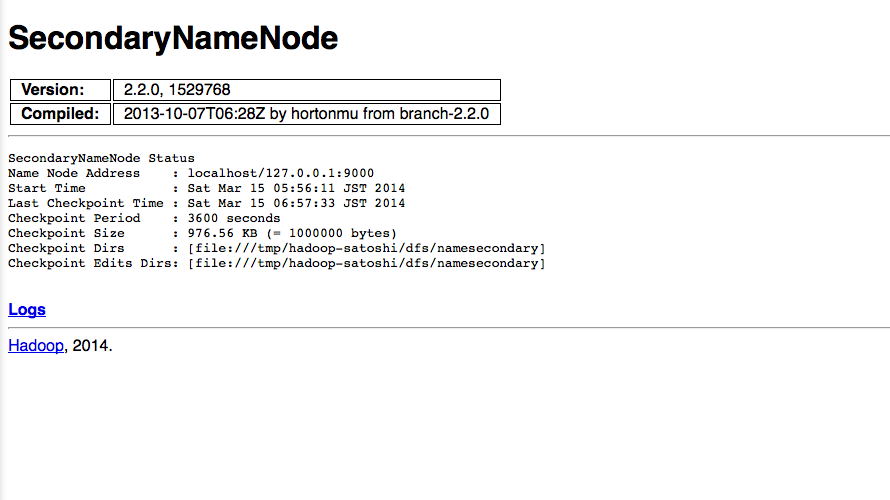 SecondaryNameNode
Version: 2.2.0, 1529768
Compiled: 2013-10-07T06:28Z by hortonmu from branch-2.2.0
SecondaryNameNode Status
Name Node Address    : localhost/127.0.0.1:9000
Start Time           : Sat Mar 15 05:56:11 JST 2014
Last Checkpoint Time : Sat Mar 15 06:57:33 JST 2014
Checkpoint Period    : 3600 seconds
Checkpoint Size      : 976.56 KB (= 1000000 bytes)
Checkpoint Dirs      : [file:///tmp/hadoop-satoshi/dfs/namesecondary]
Checkpoint Edits Dirs: [file:///tmp/hadoop-satoshi/dfs/namesecondary]
Logs
Hadoop, 2014.